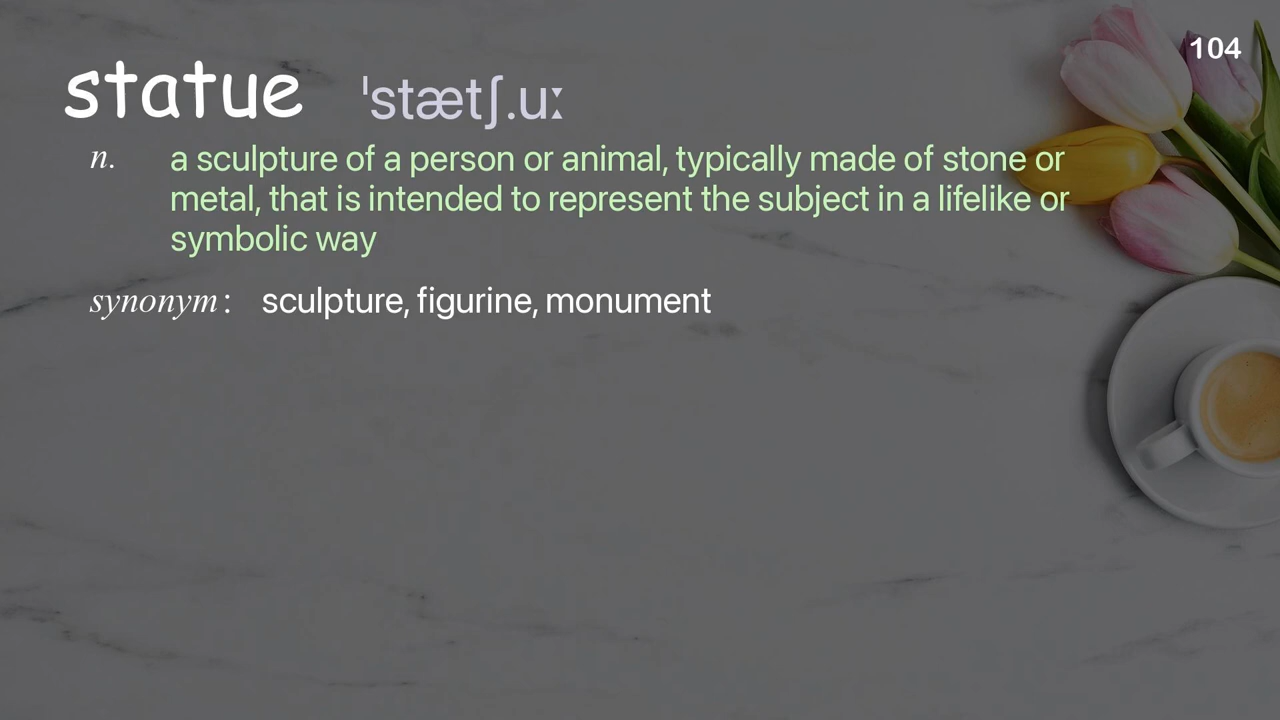 104
statue ˈstætʃ.uː
n. a sculpture of a person or animal, typically made of stone or
metal, that is intended to represent the subject in a lifelike or
symbolic way
synonym: sculpture, figurine, monument